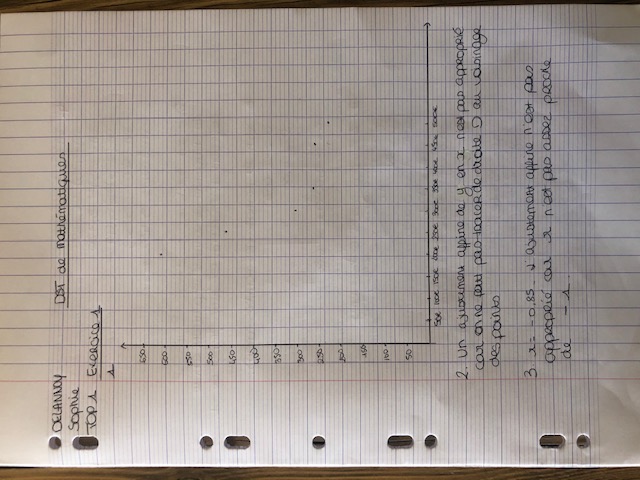 DELANNOY
DST de mathématiques
Sophie
TOP 1 Exercice 1
1
650
600
550
500
450
400
350
300
250
200
150
100
50
50€ 100€ 150€ 200€ 250€ 300€ 350€ 400€ 450€ 500€
2. Un ajustement affine de y en x n'est pas approprié
car on ne peut pas tracer de droite D au voisinage
des points
3. r = -0,85 L'ajustement affine n'est pas
approprié car r n'est pas assez proche
de -1